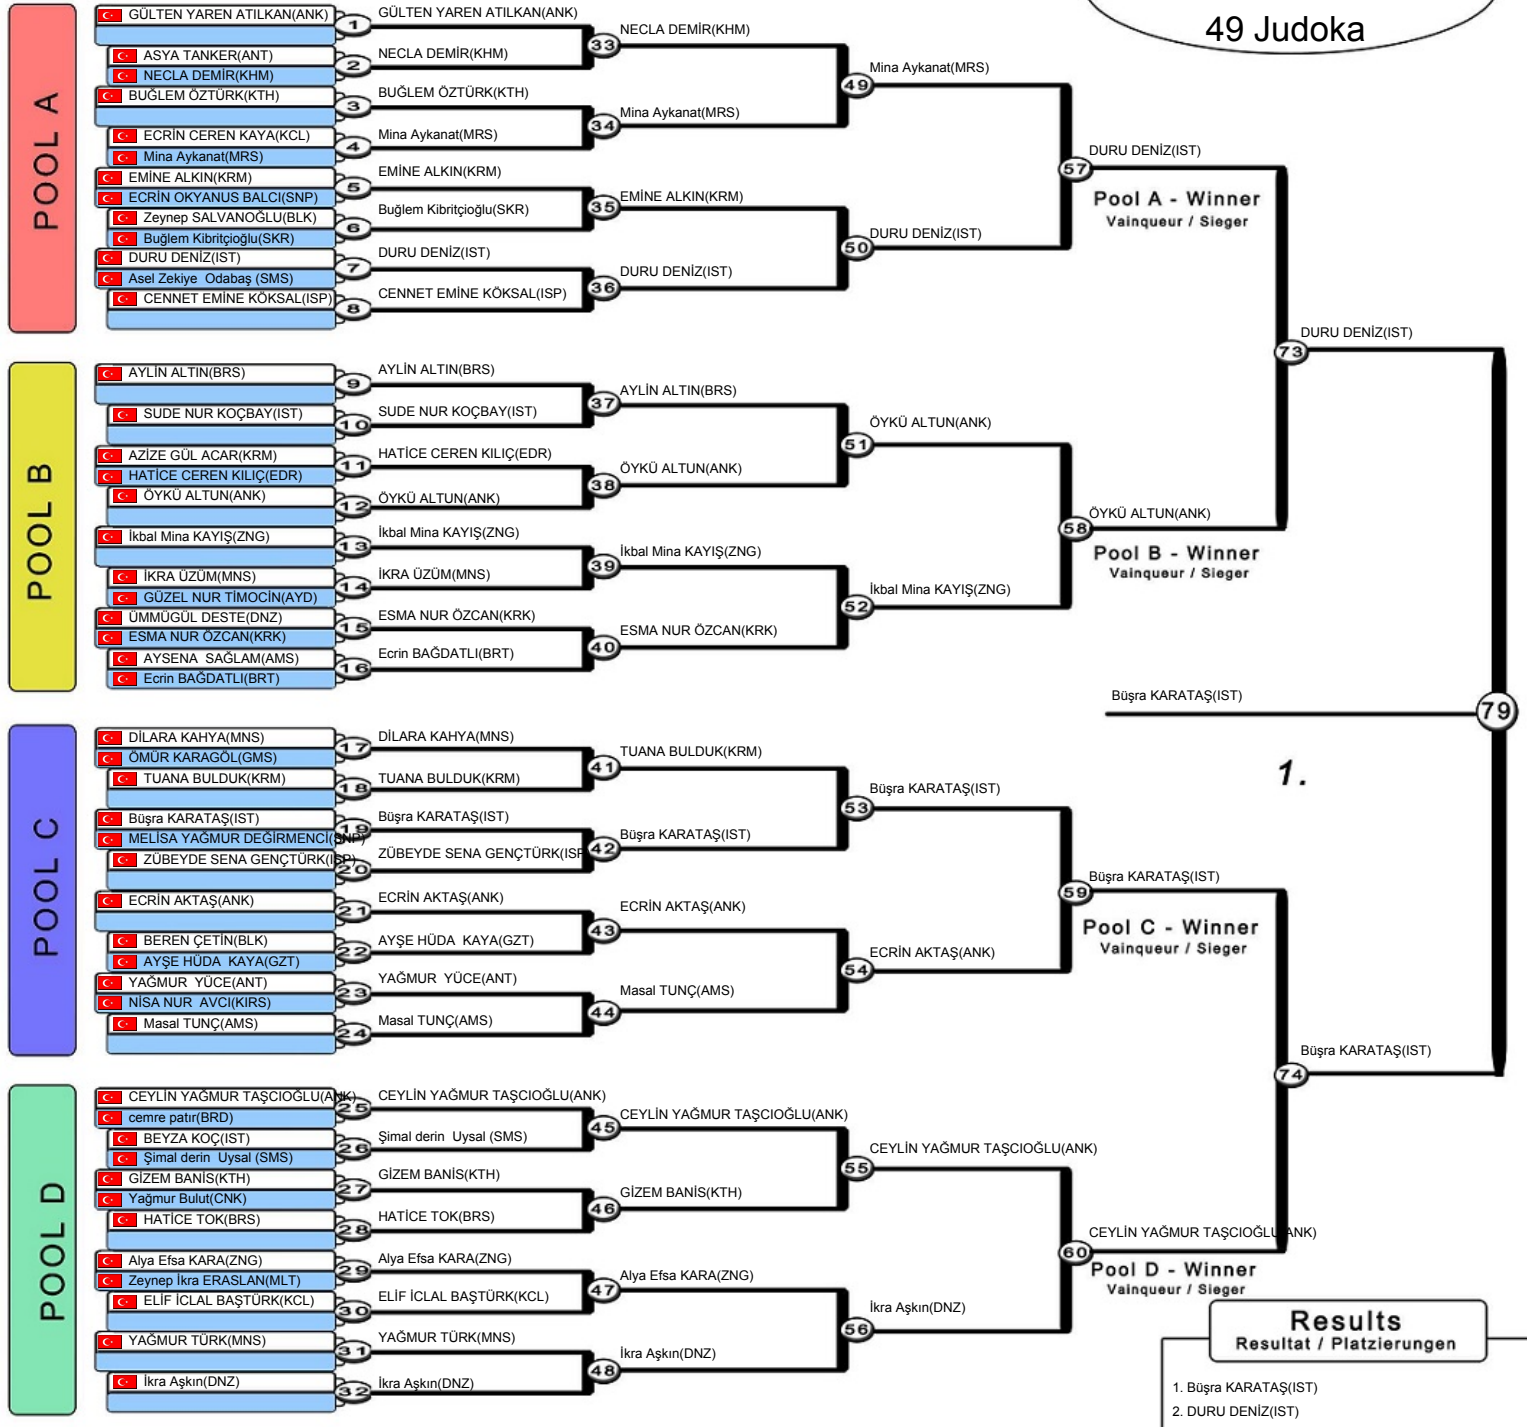 49 Judoka
POOL A
GÜLTEN YAREN ATILKAN(ANK)
ASYA TANKER(ANT)
NECLA DEMİR(KHM)
BUĞLEM ÖZTÜRK(KTH)
ECRİN CEREN KAYA(KCL)
Mina Aykanat(MRS)
EMİNE ALKIN(KRM)
ECRİN OKYANUS BALCI(SNP)
Zeynep SALVANOĞLU(BLK)
Buğlem Kibritçioğlu(SKR)
DURU DENİZ(IST)
Asel Zekiye Odabaş (SMS)
CENNET EMİNE KÖKSAL(ISP)
1 GÜLTEN YAREN ATILKAN(ANK)
2 NECLA DEMİR(KHM)
3 BUĞLEM ÖZTÜRK(KTH)
4 Mina Aykanat(MRS)
5 EMİNE ALKIN(KRM)
6 Buğlem Kibritçioğlu(SKR)
7 DURU DENİZ(IST)
8 CENNET EMİNE KÖKSAL(ISP)
33 NECLA DEMİR(KHM)
34 Mina Aykanat(MRS)
35 EMİNE ALKIN(KRM)
36 DURU DENİZ(IST)
49 Mina Aykanat(MRS)
50 DURU DENİZ(IST)
57 DURU DENİZ(IST)
Pool A - Winner
Vainqueur / Sieger
POOL B
AYLİN ALTIN(BRS)
SUDE NUR KOÇBAY(IST)
AZİZE GÜL ACAR(KRM)
HATİCE CEREN KILIÇ(EDR)
ÖYKÜ ALTUN(ANK)
İkbal Mina KAYIŞ(ZNG)
İKRA ÜZÜM(MNS)
GÜZEL NUR TİMOCİN(AYD)
ÜMMÜGÜL DESTE(DNZ)
ESMA NUR ÖZCAN(KRK)
AYSENA SAĞLAM(AMS)
Ecrin BAĞDATLI(BRT)
9 AYLİN ALTIN(BRS)
10 SUDE NUR KOÇBAY(IST)
11 HATİCE CEREN KILIÇ(EDR)
12 ÖYKÜ ALTUN(ANK)
13 İkbal Mina KAYIŞ(ZNG)
14 İKRA ÜZÜM(MNS)
15 ESMA NUR ÖZCAN(KRK)
16 Ecrin BAĞDATLI(BRT)
37 AYLİN ALTIN(BRS)
38 ÖYKÜ ALTUN(ANK)
39 İkbal Mina KAYIŞ(ZNG)
40 ESMA NUR ÖZCAN(KRK)
51 ÖYKÜ ALTUN(ANK)
52 İkbal Mina KAYIŞ(ZNG)
58 ÖYKÜ ALTUN(ANK)
Pool B - Winner
Vainqueur / Sieger
73 DURU DENİZ(IST)
Büşra KARATAŞ(IST) 79
1.
POOL C
DİLARA KAHYA(MNS)
ÖMÜR KARAGÖL(GMS)
TUANA BULDUK(KRM)
Büşra KARATAŞ(IST)
MELİSA YAĞMUR DEĞİRMENCİ(SNP)
ZÜBEYDE SENA GENÇTÜRK(ISP)
ECRİN AKTAŞ(ANK)
BEREN ÇETİN(BLK)
AYŞE HÜDA KAYA(GZT)
YAĞMUR YÜCE(ANT)
NİSA NUR AVCI(KIRS)
Masal TUNÇ(AMS)
17 DİLARA KAHYA(MNS)
18 TUANA BULDUK(KRM)
19 Büşra KARATAŞ(IST)
20 ZÜBEYDE SENA GENÇTÜRK(ISP
21 ECRİN AKTAŞ(ANK)
22 AYŞE HÜDA KAYA(GZT)
23 YAĞMUR YÜCE(ANT)
24 Masal TUNÇ(AMS)
41 TUANA BULDUK(KRM)
42 Büşra KARATAŞ(IST)
43 ECRİN AKTAŞ(ANK)
44 Masal TUNÇ(AMS)
53 Büşra KARATAŞ(IST)
54 ECRİN AKTAŞ(ANK)
59 Büşra KARATAŞ(IST)
Pool C - Winner
Vainqueur / Sieger
74 Büşra KARATAŞ(IST)
POOL D
CEYLİN YAĞMUR TAŞCIOĞLU(ANK)
cemre patır(BRD)
BEYZA KOÇ(IST)
Şimal derin Uysal (SMS)
GİZEM BANİS(KTH)
Yağmur Bulut(CNK)
HATİCE TOK(BRS)
Alya Efsa KARA(ZNG)
Zeynep İkra ERASLAN(MLT)
ELİF İCLAL BAŞTÜRK(KCL)
YAĞMUR TÜRK(MNS)
İkra Aşkın(DNZ)
25 CEYLİN YAĞMUR TAŞCIOĞLU(ANK)
26 Şimal derin Uysal (SMS)
27 GİZEM BANİS(KTH)
28 HATİCE TOK(BRS)
29 Alya Efsa KARA(ZNG)
30 ELİF İCLAL BAŞTÜRK(KCL)
31 YAĞMUR TÜRK(MNS)
32 İkra Aşkın(DNZ)
45 CEYLİN YAĞMUR TAŞCIOĞLU(ANK)
46 GİZEM BANİS(KTH)
47 Alya Efsa KARA(ZNG)
48 İkra Aşkın(DNZ)
55 CEYLİN YAĞMUR TAŞCIOĞLU(ANK)
56 İkra Aşkın(DNZ)
60 CEYLİN YAĞMUR TAŞCIOĞLU(ANK)
Pool D - Winner
Vainqueur / Sieger
Results
Resultat / Platzierungen
1. Büşra KARATAŞ(IST)
2. DURU DENİZ(IST)